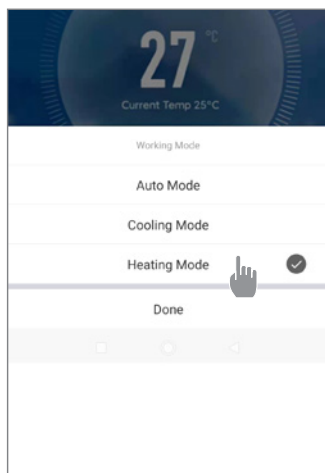 27 °C
Current Temp 25°C
Working Mode
Auto Mode
Cooling Mode
Heating Mode
Done